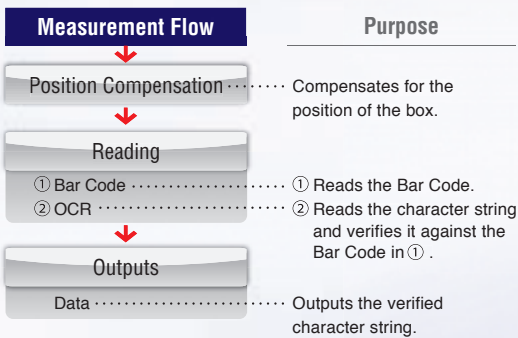 Measurement Flow Purpose
Position Compensation ········ Compensates for the
position of the box.
Reading
① Bar Code ···················· ① Reads the Bar Code.
② OCR ························· ② Reads the character string
and verifies it against the
Bar Code in ① .
Outputs
Data ························· Outputs the verified
character string.